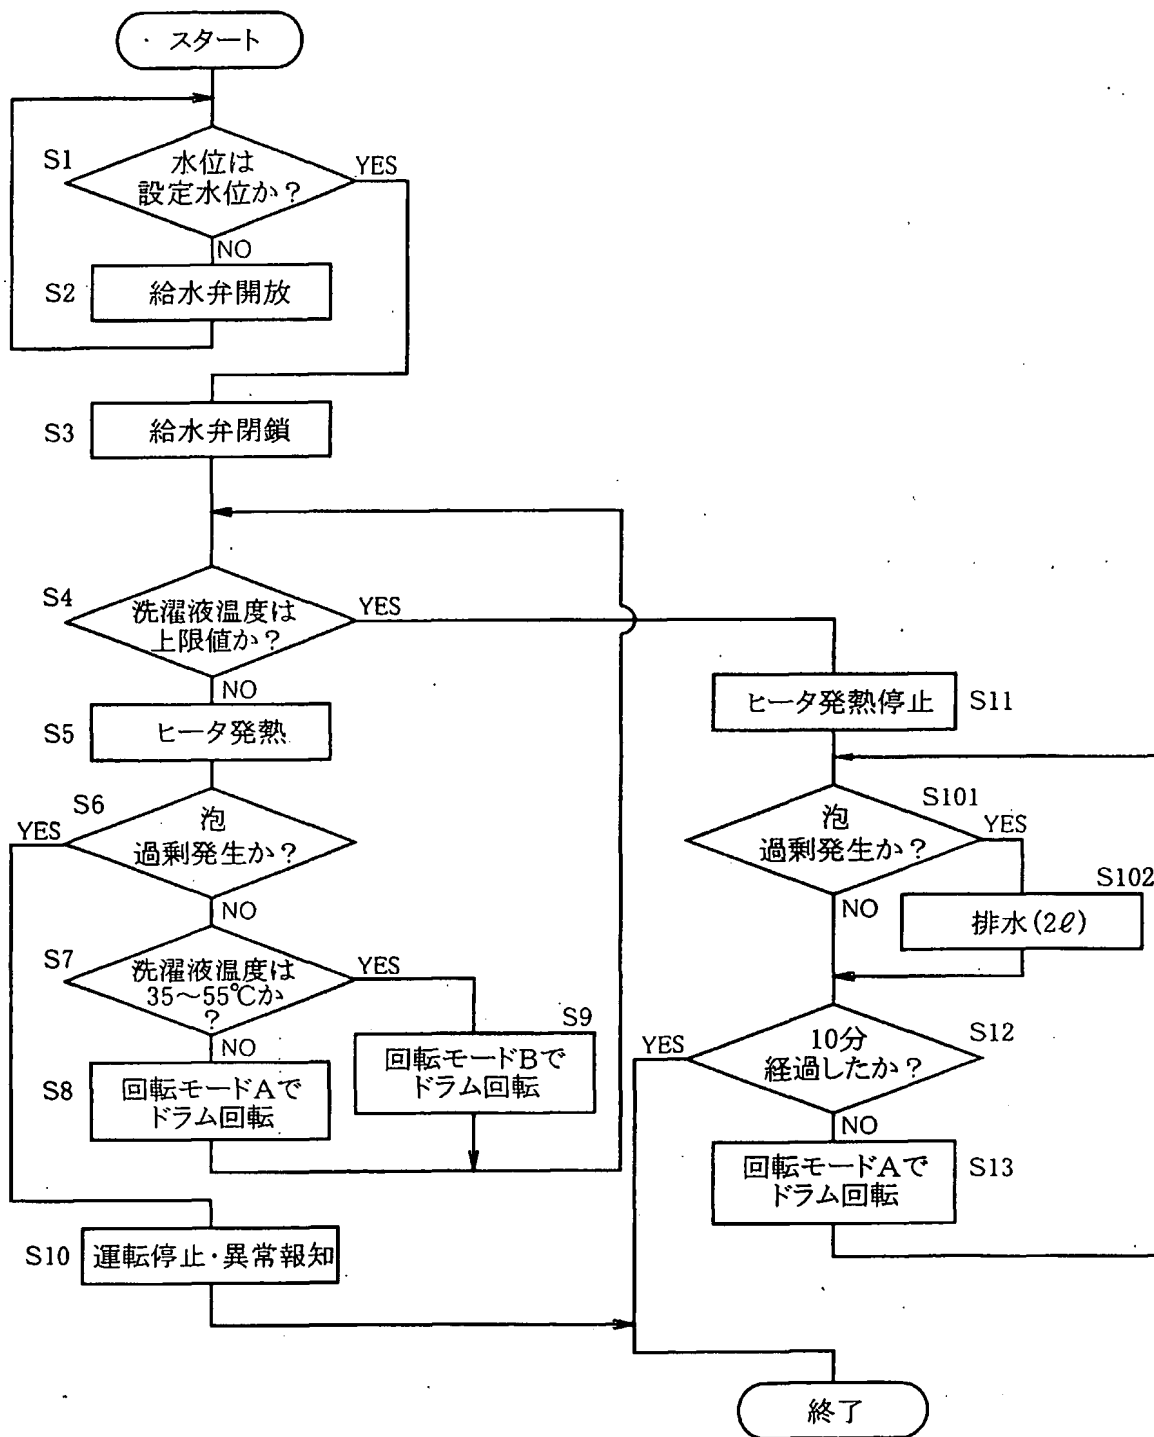 スタート
S1
水位は
設定水位か？
YES
NO
S2
給水弁開放
S3
給水弁閉鎖
S4
洗濯液温度は
上限値か？
YES
NO
S5
ヒータ発熱
S6
YES
泡
過剰発生か？
NO
S7
洗濯液温度は
35～55℃か
？
YES
NO
S8
回転モードAで
ドラム回転
S9
回転モードBで
ドラム回転
S10
運転停止・異常報知
ヒータ発熱停止
S11
S101
泡
過剰発生か？
YES
NO
S102
排水(2ℓ)
YES
10分
経過したか？
S12
NO
回転モードAで
ドラム回転
S13
終了